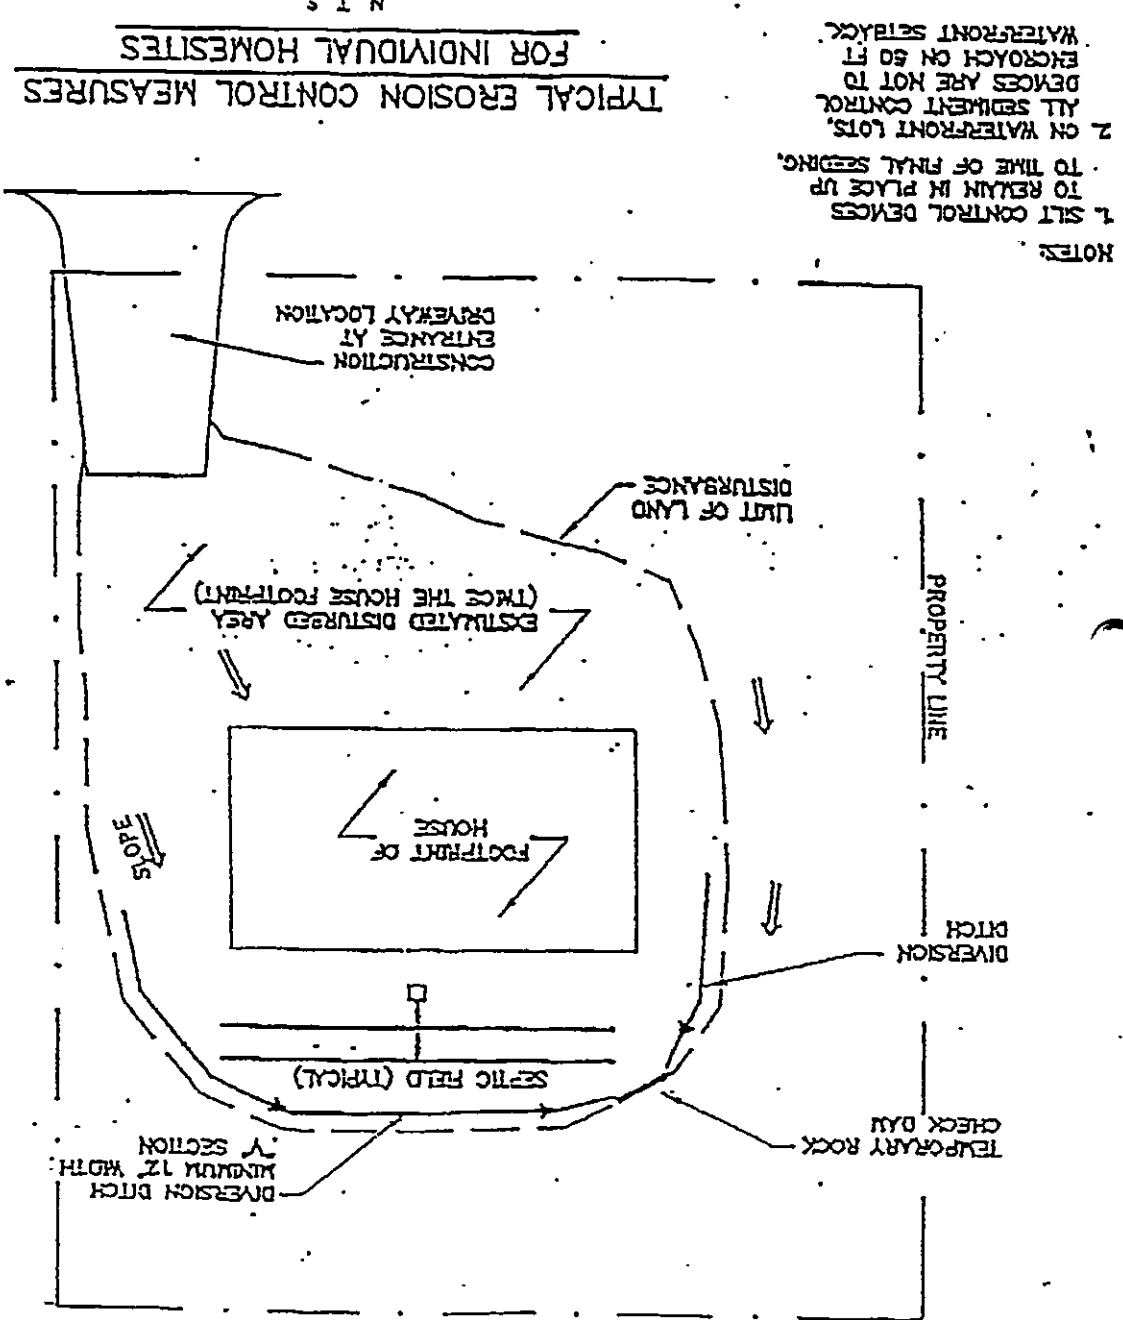 TEMPORARY ROCK
CHECK DAM
DIVERSION DITCH
MINIMUM 12" WIDTH
"V" SECTION
SEPTIC FIELD (TYPICAL)
DIVERSION
DITCH
FOOTPRINT OF
HOUSE
SLOPE
PROPERTY LINE
EXSTIMATED DISTURBED AREA
(TWICE THE HOUSE FOOTPRINT)
LIMIT OF LAND
DISTURBANCE
CONSTRUCTION
ENTRANCE AT
DRIVEWAY LOCATION
NOTES:
1. SILT CONTROL DEVICES
TO REMAIN IN PLACE UP
TO TIME OF FINAL SEEDING.
2. ON WATERFRONT LOTS,
ALL SEDIMENT CONTROL
DEVICES ARE NOT TO
ENCROACH ON 50 FT
WATERFRONT SETBACK.
TYPICAL EROSION CONTROL MEASURES
FOR INDIVIDUAL HOMESITES
N T S